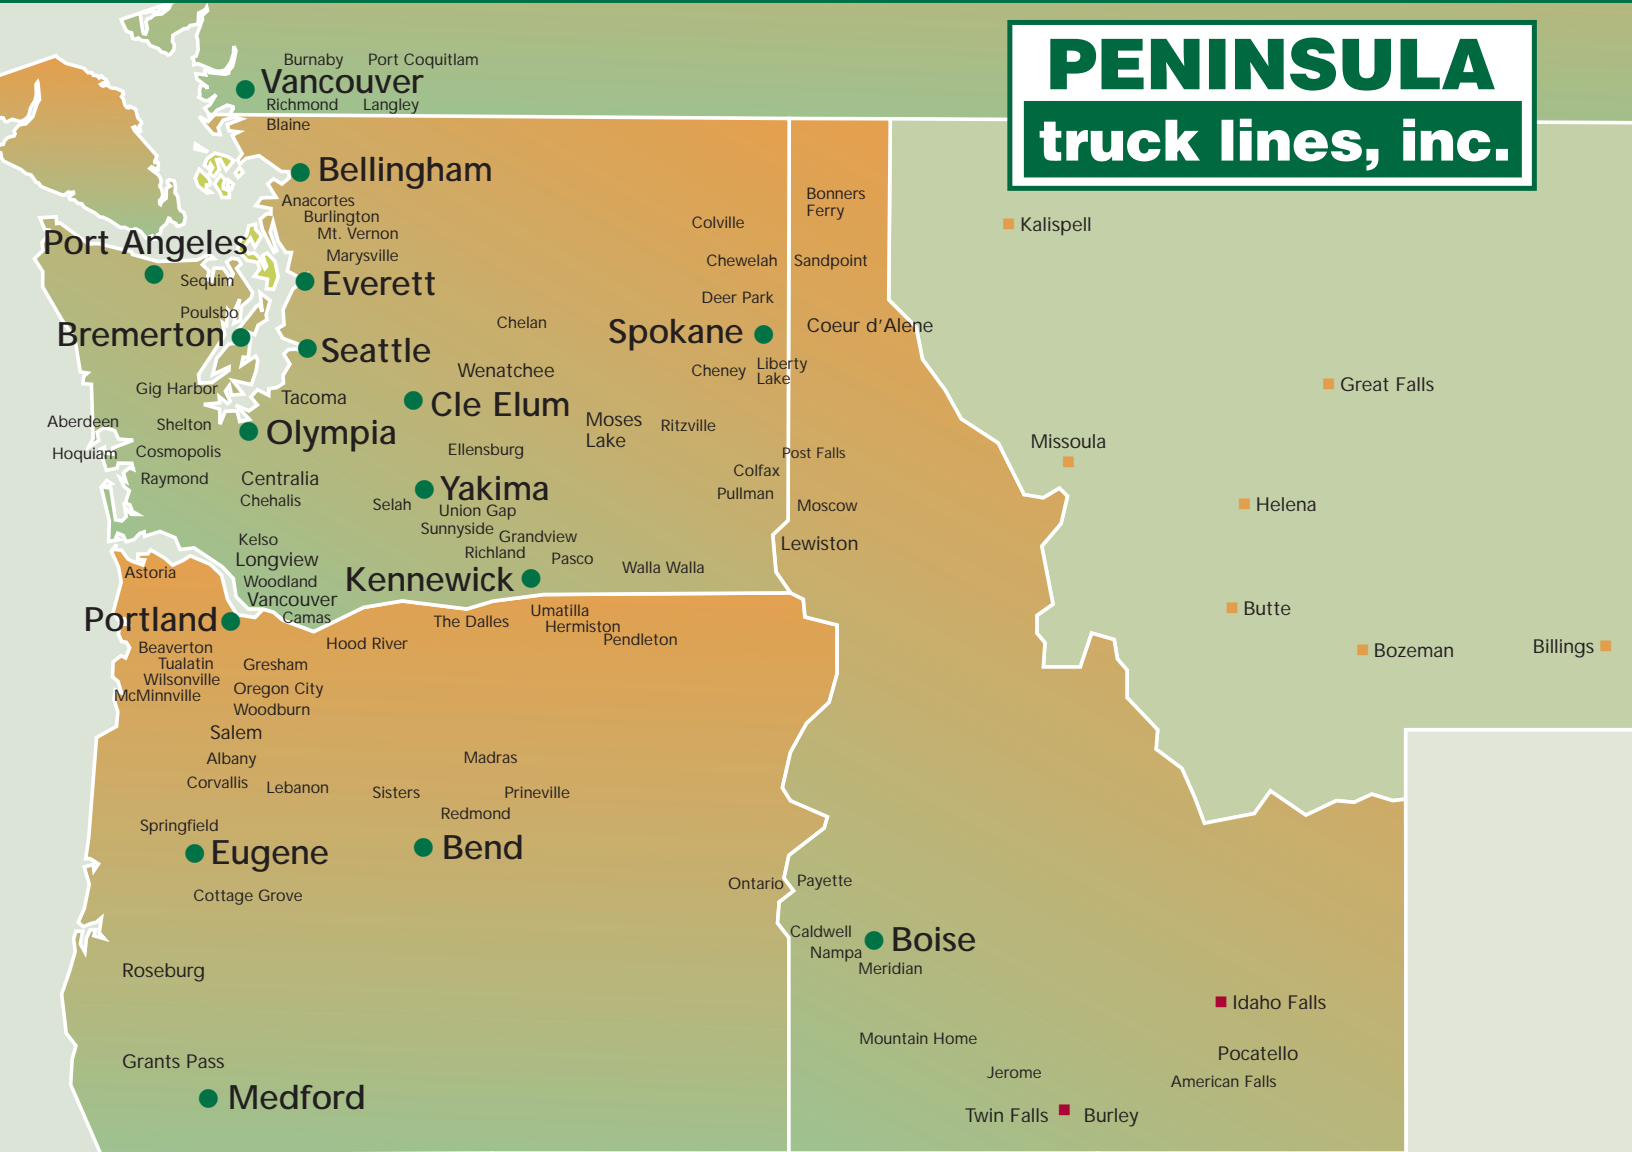 PENINSULA
truck lines, inc.
Burnaby
Port Coquitlam
Vancouver
Richmond
Langley
Blaine
Bellingham
Anacortes
Burlington
Mt. Vernon
Marysville
Port Angeles
Sequim
Everett
Poulsbo
Bremerton
Seattle
Chelan
Wenatchee
Gig Harbor
Tacoma
Cle Elum
Aberdeen
Shelton
Olympia
Hoquiam
Cosmopolis
Ellensburg
Raymond
Centralia
Chehalis
Selah
Yakima
Union Gap
Sunnyside
Grandview
Richland
Pasco
Kennewick
Walla Walla
Kelso
Longview
Woodland
Vancouver
Camas
Colville
Chewelah
Deer Park
Spokane
Cheney
Liberty
Lake
Moses
Lake
Ritzville
Colfax
Pullman
Bonners
Ferry
Sandpoint
Coeur d'Alene
Post Falls
Moscow
Lewiston
Kalispell
Great Falls
Missoula
Helena
Butte
Bozeman
Billings
Astoria
Portland
Beaverton
Tualatin
Wilsonville
McMinnville
Gresham
Oregon City
Woodburn
Hood River
The Dalles
Umatilla
Hermiston
Pendleton
Salem
Albany
Corvallis
Lebanon
Madras
Sisters
Prineville
Redmond
Springfield
Eugene
Bend
Cottage Grove
Roseburg
Grants Pass
Medford
Ontario
Payette
Caldwell
Boise
Nampa
Meridian
Mountain Home
Jerome
Twin Falls
Burley
Idaho Falls
Pocatello
American Falls